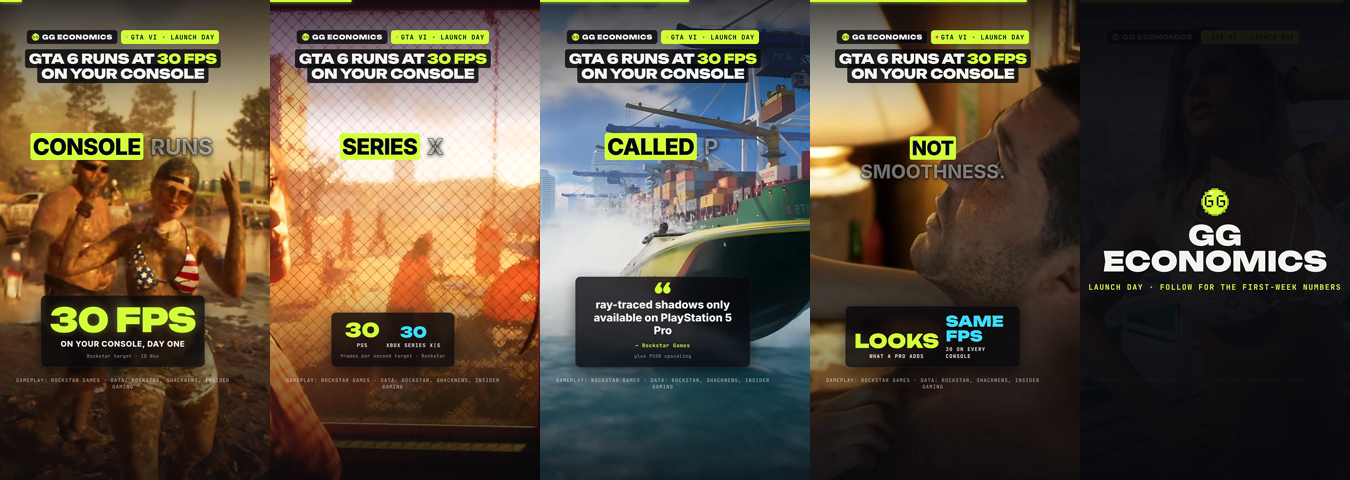 GG ECONOMICS
GTA VI · LAUNCH DAY
GTA 6 RUNS AT 30 FPS
ON YOUR CONSOLE
CONSOLE RUNS
30 FPS
ON YOUR CONSOLE, DAY ONE
Rockstar target · 10 Nov
GAMEPLAY: ROCKSTAR GAMES · DATA: ROCKSTAR, SHACKNEWS, INSIDER
GAMING
GG ECONOMICS
GTA VI · LAUNCH DAY
GTA 6 RUNS AT 30 FPS
ON YOUR CONSOLE
SERIES X
30
PS5
30
XBOX SERIES X|S
frames per second target · Rockstar
GAMEPLAY: ROCKSTAR GAMES · DATA: ROCKSTAR, SHACKNEWS, INSIDER
GAMING
GG ECONOMICS
GTA VI · LAUNCH DAY
GTA 6 RUNS AT 30 FPS
ON YOUR CONSOLE
CALLED P
“
ray-traced shadows only
available on PlayStation 5
Pro
— Rockstar Games
plus PSSR upscaling
GAMEPLAY: ROCKSTAR GAMES · DATA: ROCKSTAR, SHACKNEWS, INSIDER
GAMING
GG ECONOMICS
GTA VI · LAUNCH DAY
GTA 6 RUNS AT 30 FPS
ON YOUR CONSOLE
NOT
SMOOTHNESS.
LOOKS
WHAT A PRO ADDS
SAME
FPS
30 ON EVERY
CONSOLE
GAMEPLAY: ROCKSTAR GAMES · DATA: ROCKSTAR, SHACKNEWS, INSIDER
GAMING
GG ECONOMICS
GTA VI · LAUNCH DAY
GG
GG
ECONOMICS
LAUNCH DAY · FOLLOW FOR THE FIRST-WEEK NUMBERS